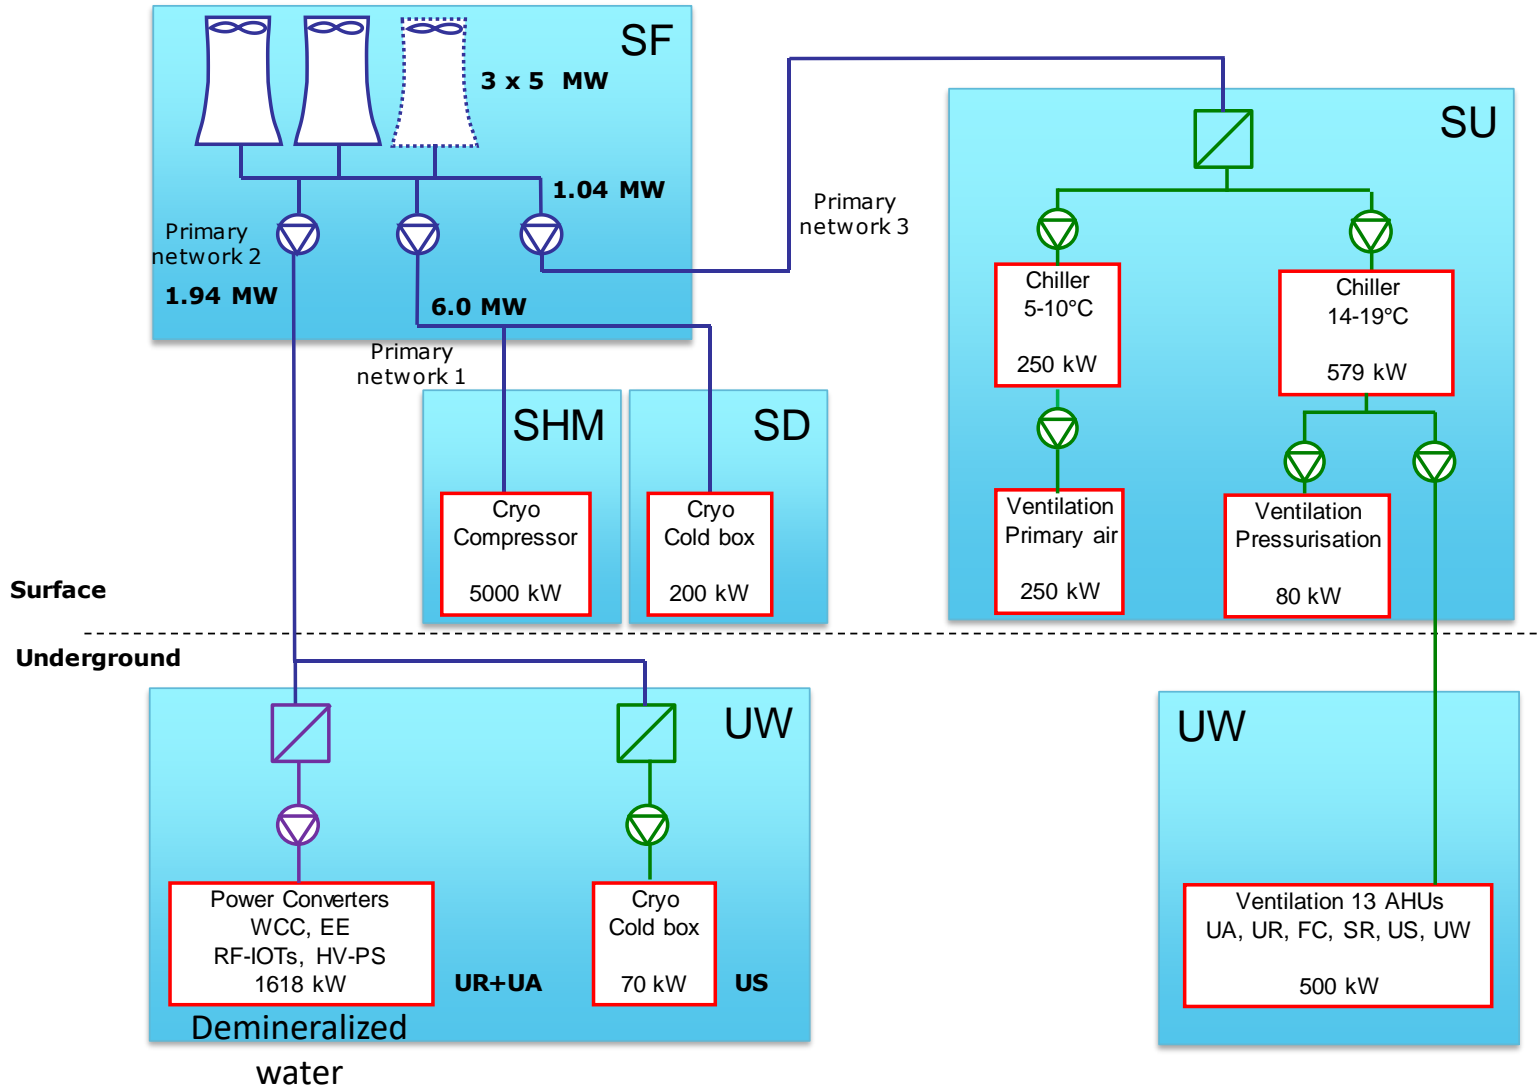 SF
3 x 5 MW
1.04 MW
Primary
network 2
1.94 MW
6.0 MW
Primary
network 1
Primary
network 3
SU
Chiller
5-10°C
250 kW
Chiller
14-19°C
579 kW
SHM
Cryo
Compressor
5000 kW
SD
Cryo
Cold box
200 kW
Ventilation
Primary air
250 kW
Ventilation
Pressurisation
80 kW
Surface
Underground
UW
Power Converters
WCC, EE
RF-IOTs, HV-PS
1618 kW
UR+UA
Demineralized
water
Cryo
Cold box
70 kW
US
UW
Ventilation 13 AHUs
UA, UR, FC, SR, US, UW
500 kW